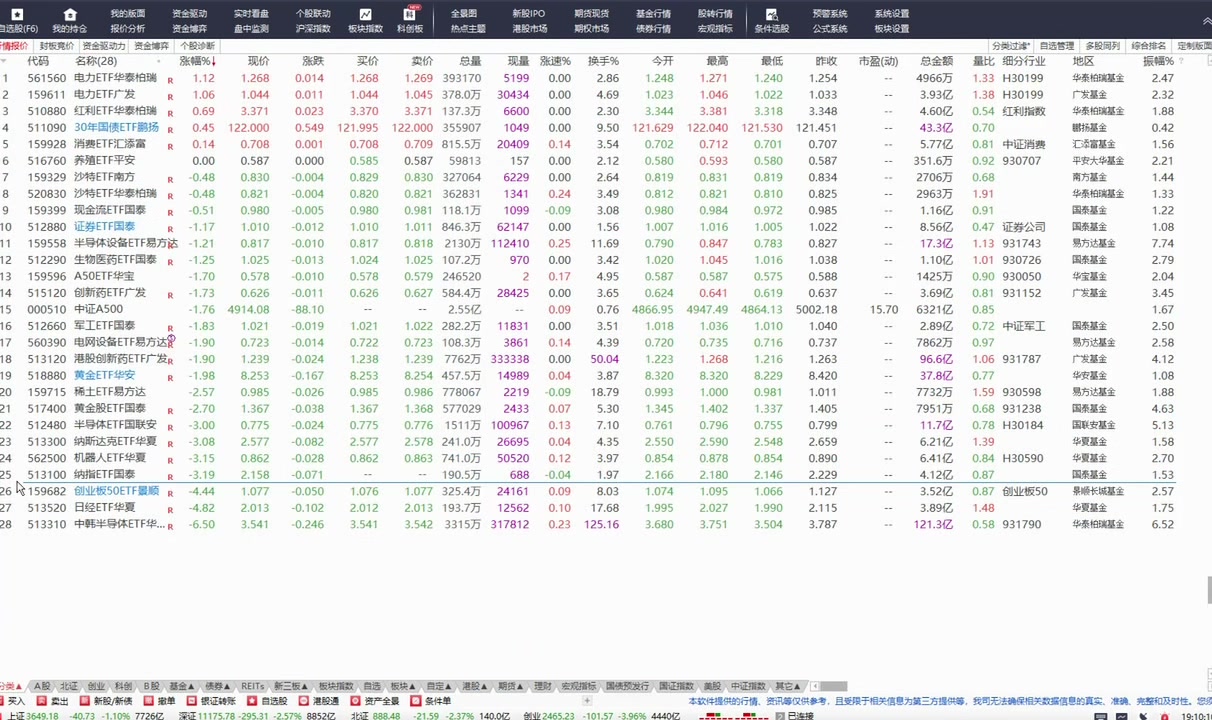 自选股(F6) 我的持仓 我的版面 资金驱动 实时看盘 个股联动 全景图 新股IPO 期货现货 基金行情 股转行情 预警系统 系统设置
报价分析 资金博弈 盘中监测 沪深指数 板块指数 科创板 热点主题 港股市场 期权市场 债券行情 宏观指标 条件选股 公式系统 板块设置
行情报价 封板竞价 资金驱动力 资金博弈 个股诊断 分类过滤* 自选管理 多股同列 综合排名 定制版面
代码 名称(28) 涨幅%↓ 现价 涨跌 买价 卖价 总量 现量 涨速% 换手% 今开 最高 最低 昨收 市盈(动) 总金额 量比 细分行业 地区 振幅%
1 561560 电力ETF华泰柏瑞 R 1.12 1.268 0.014 1.268 1.269 393170 5199 0.00 2.86 1.248 1.271 1.240 1.254 -- 4966万 1.33 H30199 华泰柏瑞基金 2.47
2 159611 电力ETF广发 R 1.06 1.044 0.011 1.044 1.045 378.0万 30434 0.00 4.69 1.023 1.046 1.022 1.033 -- 3.93亿 1.38 H30199 广发基金 2.32
3 510880 红利ETF华泰柏瑞 R 0.69 3.371 0.023 3.370 3.371 137.3万 6600 0.00 2.30 3.344 3.381 3.318 3.348 -- 4.60亿 0.54 红利指数 华泰柏瑞基金 1.88
4 511090 30年国债ETF鹏扬 R 0.45 122.000 0.549 121.995 122.000 355907 1049 0.00 9.50 121.629 122.040 121.530 121.451 -- 43.3亿 0.70 鹏扬基金 0.42
5 159928 消费ETF汇添富 R 0.14 0.708 0.001 0.708 0.709 815.5万 20409 0.14 3.54 0.702 0.712 0.701 0.707 -- 5.77亿 0.81 中证消费 汇添富基金 1.56
6 516760 养殖ETF平安 0.00 0.587 0.000 0.585 0.587 59813 157 0.00 2.12 0.580 0.593 0.580 0.587 -- 351.6万 0.92 930707 平安大华基金 2.21
7 159329 沙特ETF南方 R -0.48 0.830 -0.004 0.829 0.830 327064 6229 0.00 2.64 0.819 0.831 0.819 0.834 -- 2706万 0.68 南方基金 1.44
8 520830 沙特ETF华泰柏瑞 R -0.48 0.821 -0.004 0.820 0.821 362831 1341 0.24 3.49 0.812 0.821 0.810 0.825 -- 2963万 1.91 华泰柏瑞基金 1.33
9 159399 现金流ETF国泰 R -0.51 0.980 -0.005 0.980 0.981 118.1万 1099 -0.09 3.08 0.980 0.984 0.972 0.985 -- 1.16亿 0.91 国泰基金 1.22
10 512880 证券ETF国泰 R -1.17 1.010 -0.012 1.010 1.011 846.3万 62147 0.00 1.56 1.007 1.016 1.005 1.022 -- 8.56亿 0.47 证券公司 国泰基金 1.08
11 159558 半导体设备ETF易方达 R -1.21 0.817 -0.010 0.817 0.818 2130万 112410 0.25 11.69 0.790 0.847 0.783 0.827 -- 17.3亿 1.13 931743 易方达基金 7.74
12 512290 生物医药ETF国泰 R -1.25 1.025 -0.013 1.024 1.025 107.2万 970 0.00 3.42 1.020 1.045 1.016 1.038 -- 1.10亿 1.01 930726 国泰基金 2.79
13 159596 A50ETF华宝 -1.70 0.578 -0.010 0.578 0.579 246520 2 0.17 4.95 0.587 0.587 0.575 0.588 -- 1425万 0.90 930050 华宝基金 2.04
14 515120 创新药ETF广发 R -1.73 0.626 -0.011 0.626 0.627 584.4万 28425 0.00 3.65 0.624 0.641 0.619 0.637 -- 3.69亿 0.81 931152 广发基金 3.45
15 000510 中证A500 -1.76 4914.08 -88.10 -- -- 2.55亿 -- 0.09 0.76 4866.95 4947.49 4864.13 5002.18 15.70 6321亿 0.85 1.67
16 512660 军工ETF国泰 R -1.83 1.021 -0.019 1.021 1.022 282.2万 11831 0.00 3.51 1.018 1.036 1.010 1.040 -- 2.89亿 0.72 中证军工 国泰基金 2.50
17 560390 电网设备ETF易方达 R -1.90 0.723 -0.014 0.722 0.723 108.3万 3861 0.14 4.39 0.720 0.735 0.716 0.737 -- 7862万 0.97 易方达基金 2.58
18 513120 港股创新药ETF广发 R -1.90 1.239 -0.024 1.238 1.239 7762万 333338 0.00 50.04 1.223 1.268 1.216 1.263 -- 96.6亿 1.06 931787 广发基金 4.12
19 518880 黄金ETF华安 R -1.98 8.253 -0.167 8.253 8.254 457.5万 14989 0.04 3.87 8.320 8.320 8.229 8.420 -- 37.8亿 0.77 华安基金 1.08
20 159715 稀土ETF易方达 -2.57 0.985 -0.026 0.985 0.986 778067 2219 -0.09 18.79 0.993 1.000 0.981 1.011 -- 7732万 1.59 930598 易方达基金 1.88
21 517400 黄金股ETF国泰 R -2.70 1.367 -0.038 1.367 1.368 577029 2433 0.07 5.30 1.345 1.402 1.337 1.405 -- 7951万 0.68 931238 国泰基金 4.63
22 512480 半导体ETF国联安 R -3.00 0.775 -0.024 0.775 0.776 1511万 100967 0.13 7.10 0.761 0.796 0.755 0.799 -- 11.7亿 0.78 H30184 国联安基金 5.13
23 513300 纳斯达克ETF华夏 R -3.08 2.577 -0.082 2.577 2.578 241.0万 26695 0.04 4.35 2.550 2.590 2.548 2.659 -- 6.21亿 1.39 华夏基金 1.58
24 562500 机器人ETF华夏 R -3.15 0.862 -0.028 0.862 0.863 741.0万 50520 0.12 3.97 0.854 0.878 0.854 0.890 -- 6.41亿 0.84 H30590 华夏基金 2.70
25 513100 纳指ETF国泰 R -3.19 2.158 -0.071 -- -- 190.5万 688 -0.04 1.97 2.166 2.180 2.146 2.229 -- 4.12亿 0.87 国泰基金 1.53
26 159682 创业板50ETF景顺 R -4.44 1.077 -0.050 1.076 1.077 325.4万 24161 0.09 8.03 1.074 1.095 1.066 1.127 -- 3.52亿 0.87 创业板50 景顺长城基金 2.57
27 513520 日经ETF华夏 R -4.82 2.013 -0.102 2.012 2.013 193.7万 12562 0.10 17.68 1.995 2.027 1.990 2.115 -- 3.89亿 1.48 华夏基金 1.75
28 513310 中韩半导体ETF华... R -6.50 3.541 -0.246 3.541 3.542 3315万 317812 0.23 125.16 3.680 3.751 3.504 3.787 -- 121.3亿 0.58 931790 华泰柏瑞基金 6.52
分类▲ A股 北证 创业 科创 B股 基金▲ 债券▲ REITs 新三板▲ 板块指数 自选 板块▲ 自定▲ 港股▲ 期货▲ 理财 宏观指标 国债预发行 国证指数 美股 中证指数 其它▲
买入 卖出 新股/新债 撤单 银证转账 自选股 港股通 资产全景 条件单 本软件提供的行情、资讯等仅供参考，且受限于相关信息为第三方提供等，我司无法确保相关数据信息的真实、准确、完整和及时性。您
上证3649.18 -40.73 -1.10% 7726亿 深证11175.78 -295.31 -2.57% 8852亿 北证 888.48 -21.59 -2.37% 140.0亿 创业2465.23 -101.57 -3.96% 4440亿 已连接 19:10:1